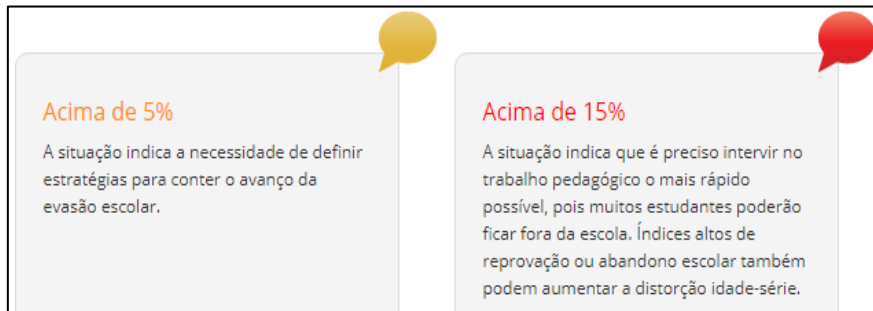 Acima de 5%
A situação indica a necessidade de definir
estratégias para conter o avanço da
evasão escolar.
Acima de 15%
A situação indica que é preciso intervir no
trabalho pedagógico o mais rápido
possível, pois muitos estudantes poderão
ficar fora da escola. Índices altos de
reprovação ou abandono escolar também
podem aumentar a distorção idade-série.